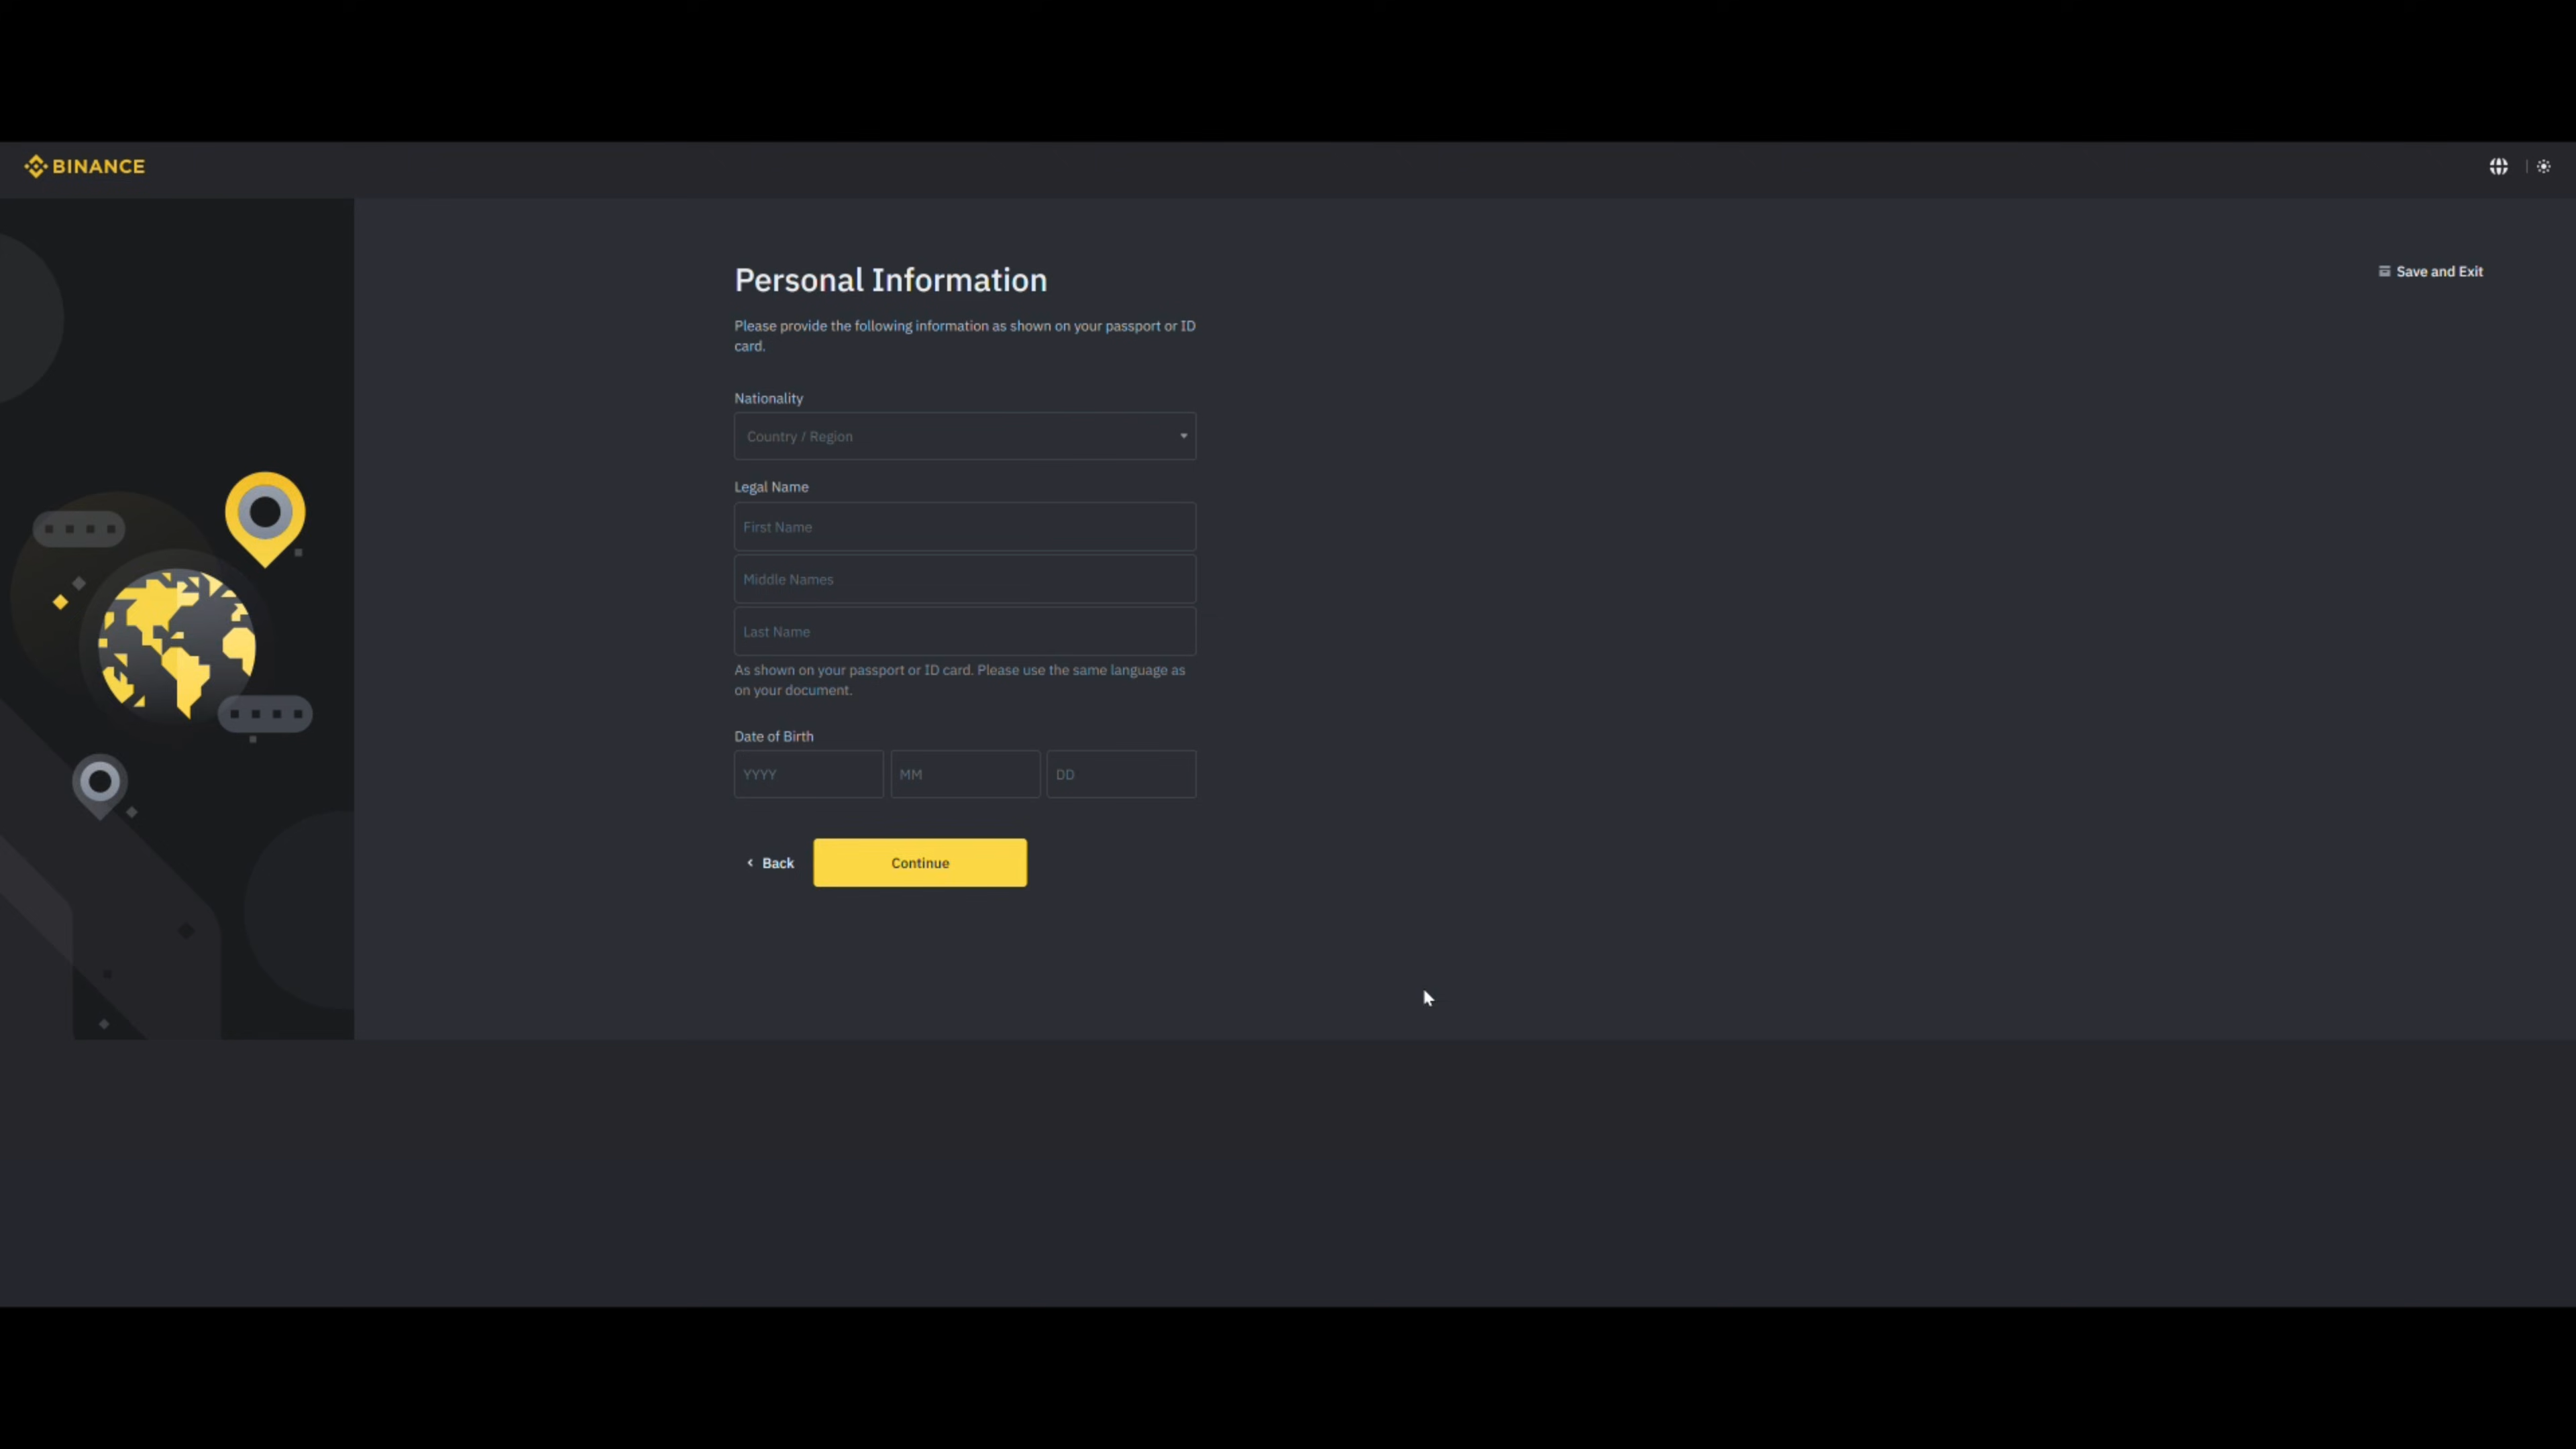 BINANCE
Save and Exit
Personal Information
Please provide the following information as shown on your passport or ID
card.
Nationality
Country / Region
Legal Name
First Name
Middle Names
Last Name
As shown on your passport or ID card. Please use the same language as
on your document.
Date of Birth
YYYY MM DD
Back Continue